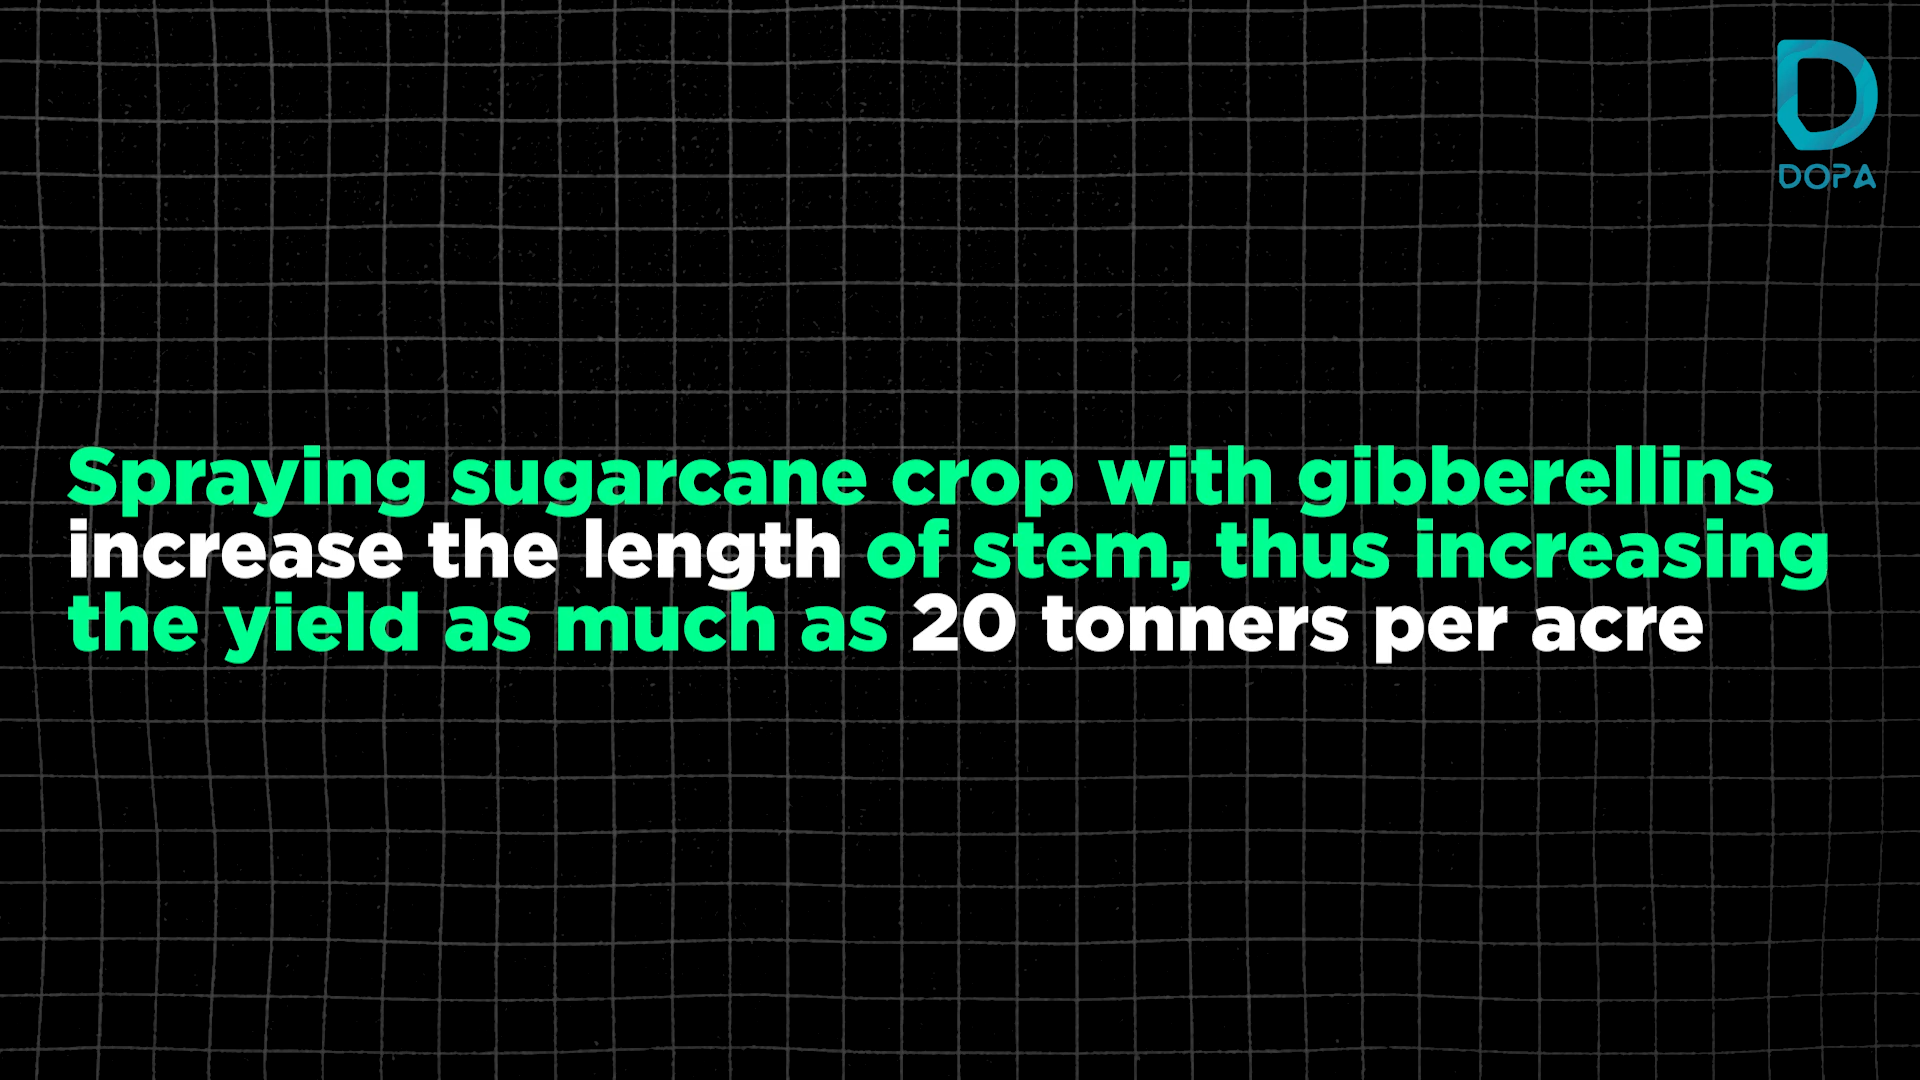 DOPA
Spraying sugarcane crop with gibberellins
increase the length of stem, thus increasing
the yield as much as 20 tonners per acre